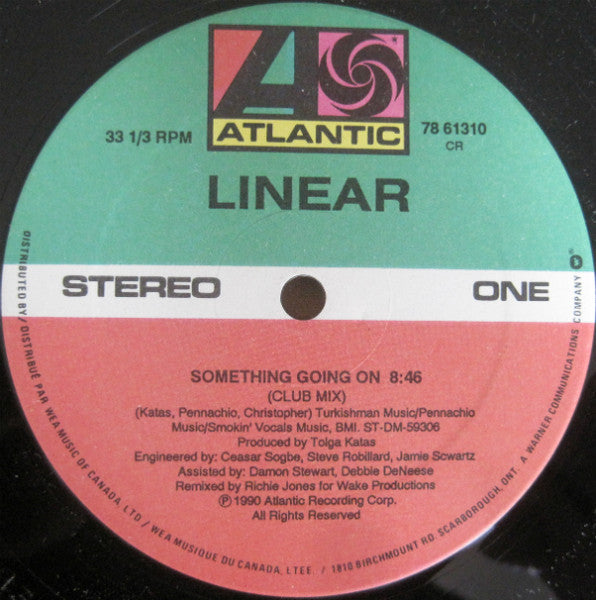 ATLANTIC
33 1/3 RPM
78 61310
CR
LINEAR
STEREO
ONE
SOMETHING GOING ON 8:46
(CLUB MIX)
(Katas, Pennachio, Christopher) Turkishman Music/Pennachio
Music/Smokin' Vocals Music, BMI. ST-DM-59306
Produced by Tolga Katas
Engineered by: Ceasar Sogbe, Steve Robillard, Jamie Scwartz
Assisted by: Damon Stewart, Debbie DeNeese
Remixed by Richie Jones for Wake Productions
℗ 1990 Atlantic Recording Corp.
All Rights Reserved
DISTRIBUTED BY / DISTRIBUÉ PAR WEA MUSIC OF CANADA, LTD / WEA MUSIQUE DU CANADA, LTEE. / 1810 BIRCHMOUNT RD. SCARBOROUGH, ONT. A WARNER COMMUNICATIONS COMPANY